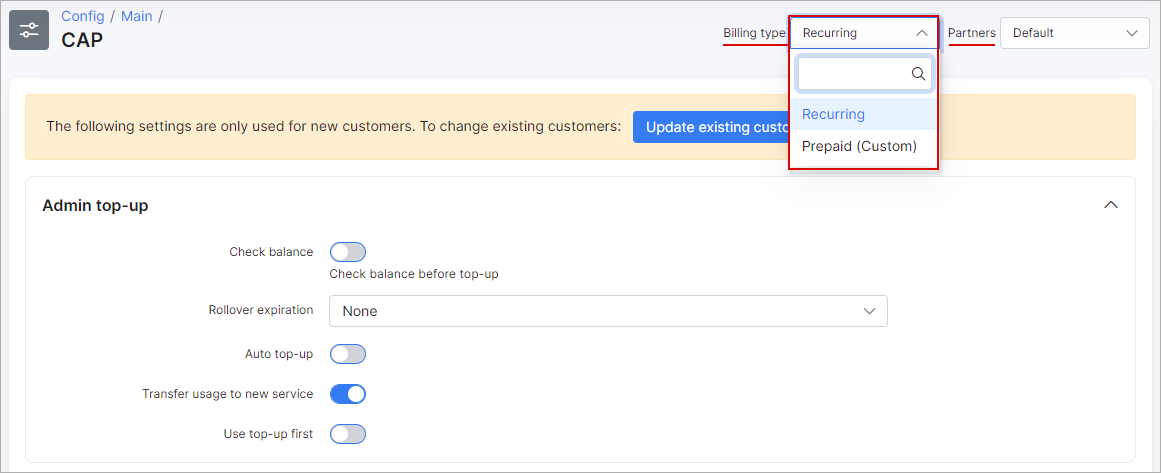 Config / Main /
CAP
Billing type
Recurring
Partners
Default
Recurring
Prepaid (Custom)
The following settings are only used for new customers. To change existing customers:
Update existing
Admin top-up
Check balance
Check balance before top-up
Rollover expiration
None
Auto top-up
Transfer usage to new service
Use top-up first